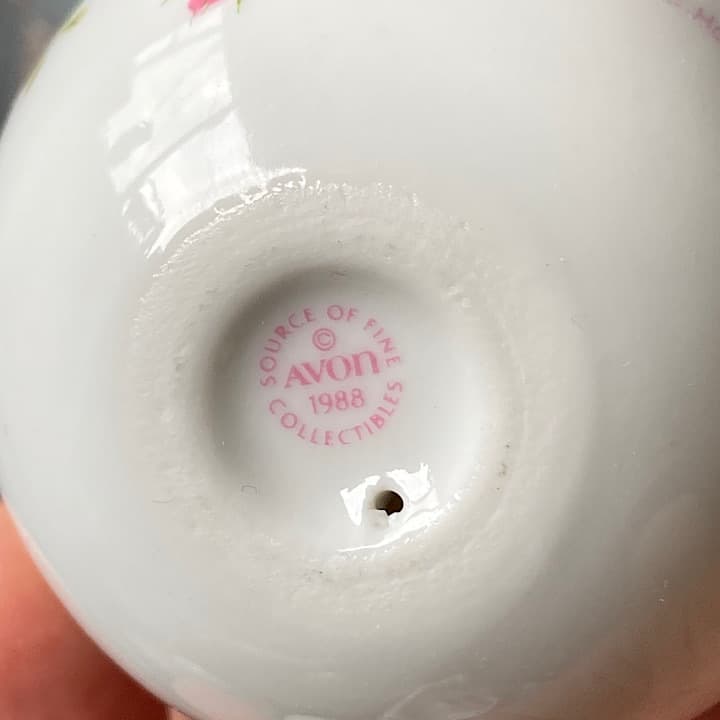 SOURCE OF FINE
©
AVON
1988
COLLECTIBLES